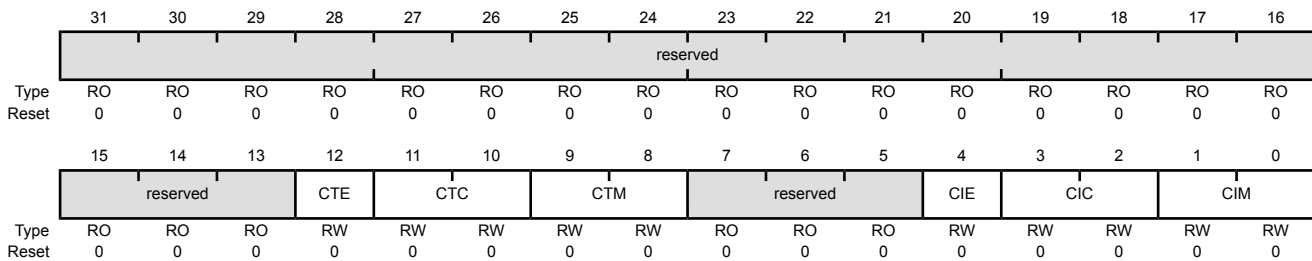 31 30 29 28 27 26 25 24 23 22 21 20 19 18 17 16
reserved
Type RO RO RO RO RO RO RO RO RO RO RO RO RO RO RO RO
Reset 0 0 0 0 0 0 0 0 0 0 0 0 0 0 0 0
15 14 13 12 11 10 9 8 7 6 5 4 3 2 1 0
reserved CTE CTC CTM reserved CIE CIC CIM
Type RO RO RO RW RW RW RW RW RO RO RO RW RW RW RW RW
Reset 0 0 0 0 0 0 0 0 0 0 0 0 0 0 0 0